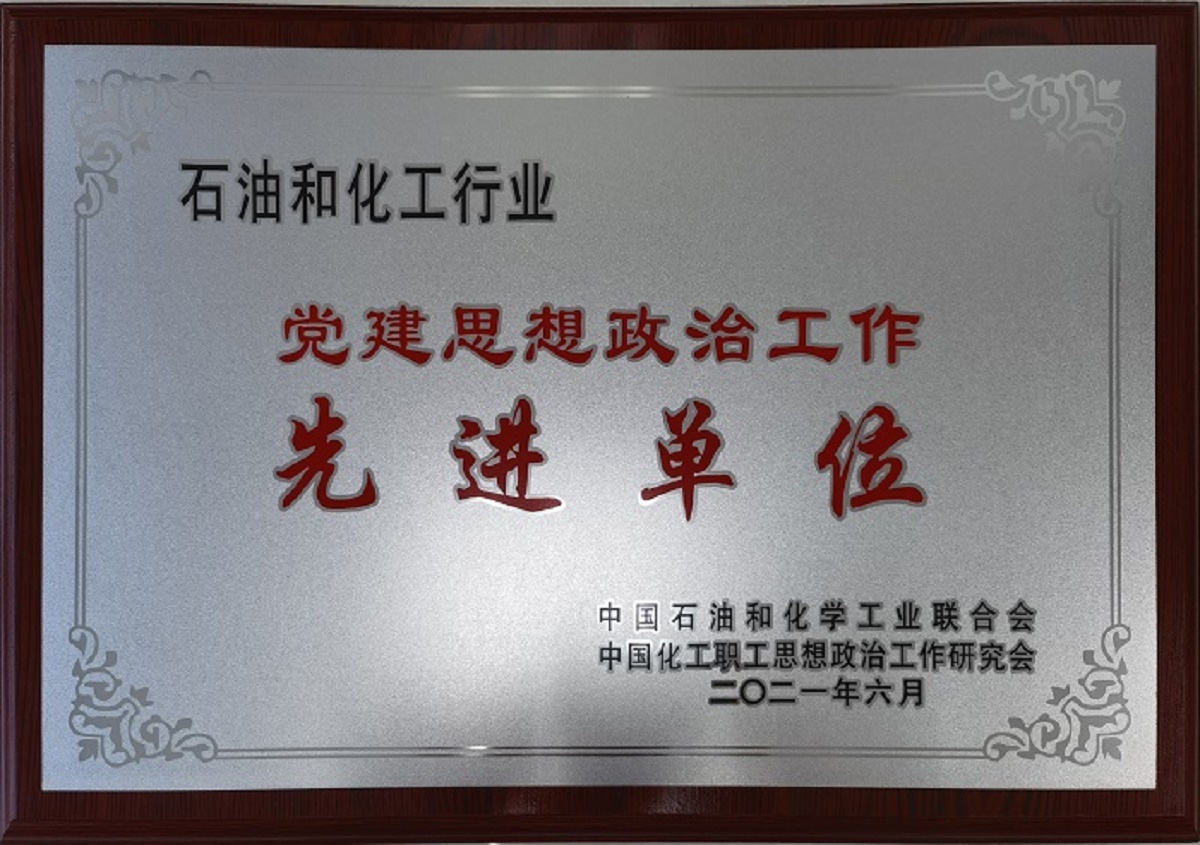 石油和化工行业
党建思想政治工作
先进单位
中国石油和化学工业联合会
中国化工职工思想政治工作研究会
二〇二一年六月